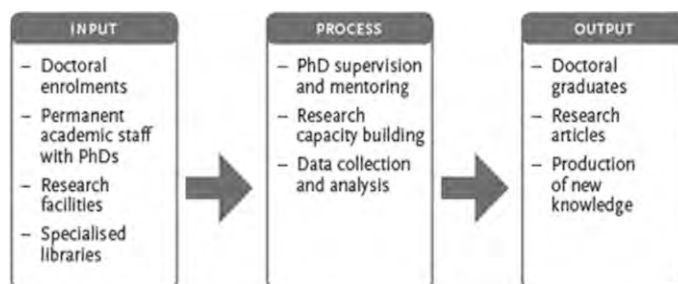 INPUT
– Doctoral
enrolments
– Permanent
academic staff
with PhDs
– Research
facilities
– Specialised
libraries
PROCESS
– PhD supervision
and mentoring
– Research
capacity building
– Data collection
and analysis
OUTPUT
– Doctoral
graduates
– Research
articles
– Production
of new
knowledge